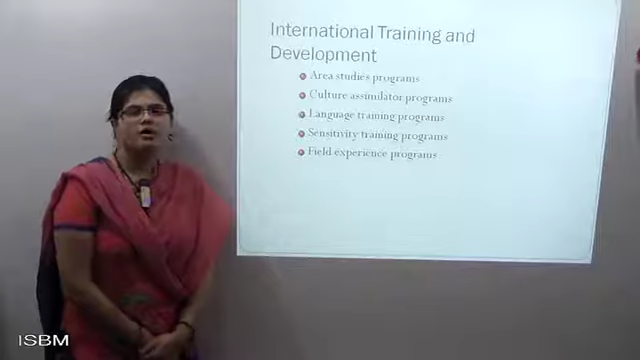 International Training and
Development
Area studies programs
Culture assimilator programs
Language training programs
Sensitivity training programs
Field experience programs
ISBM